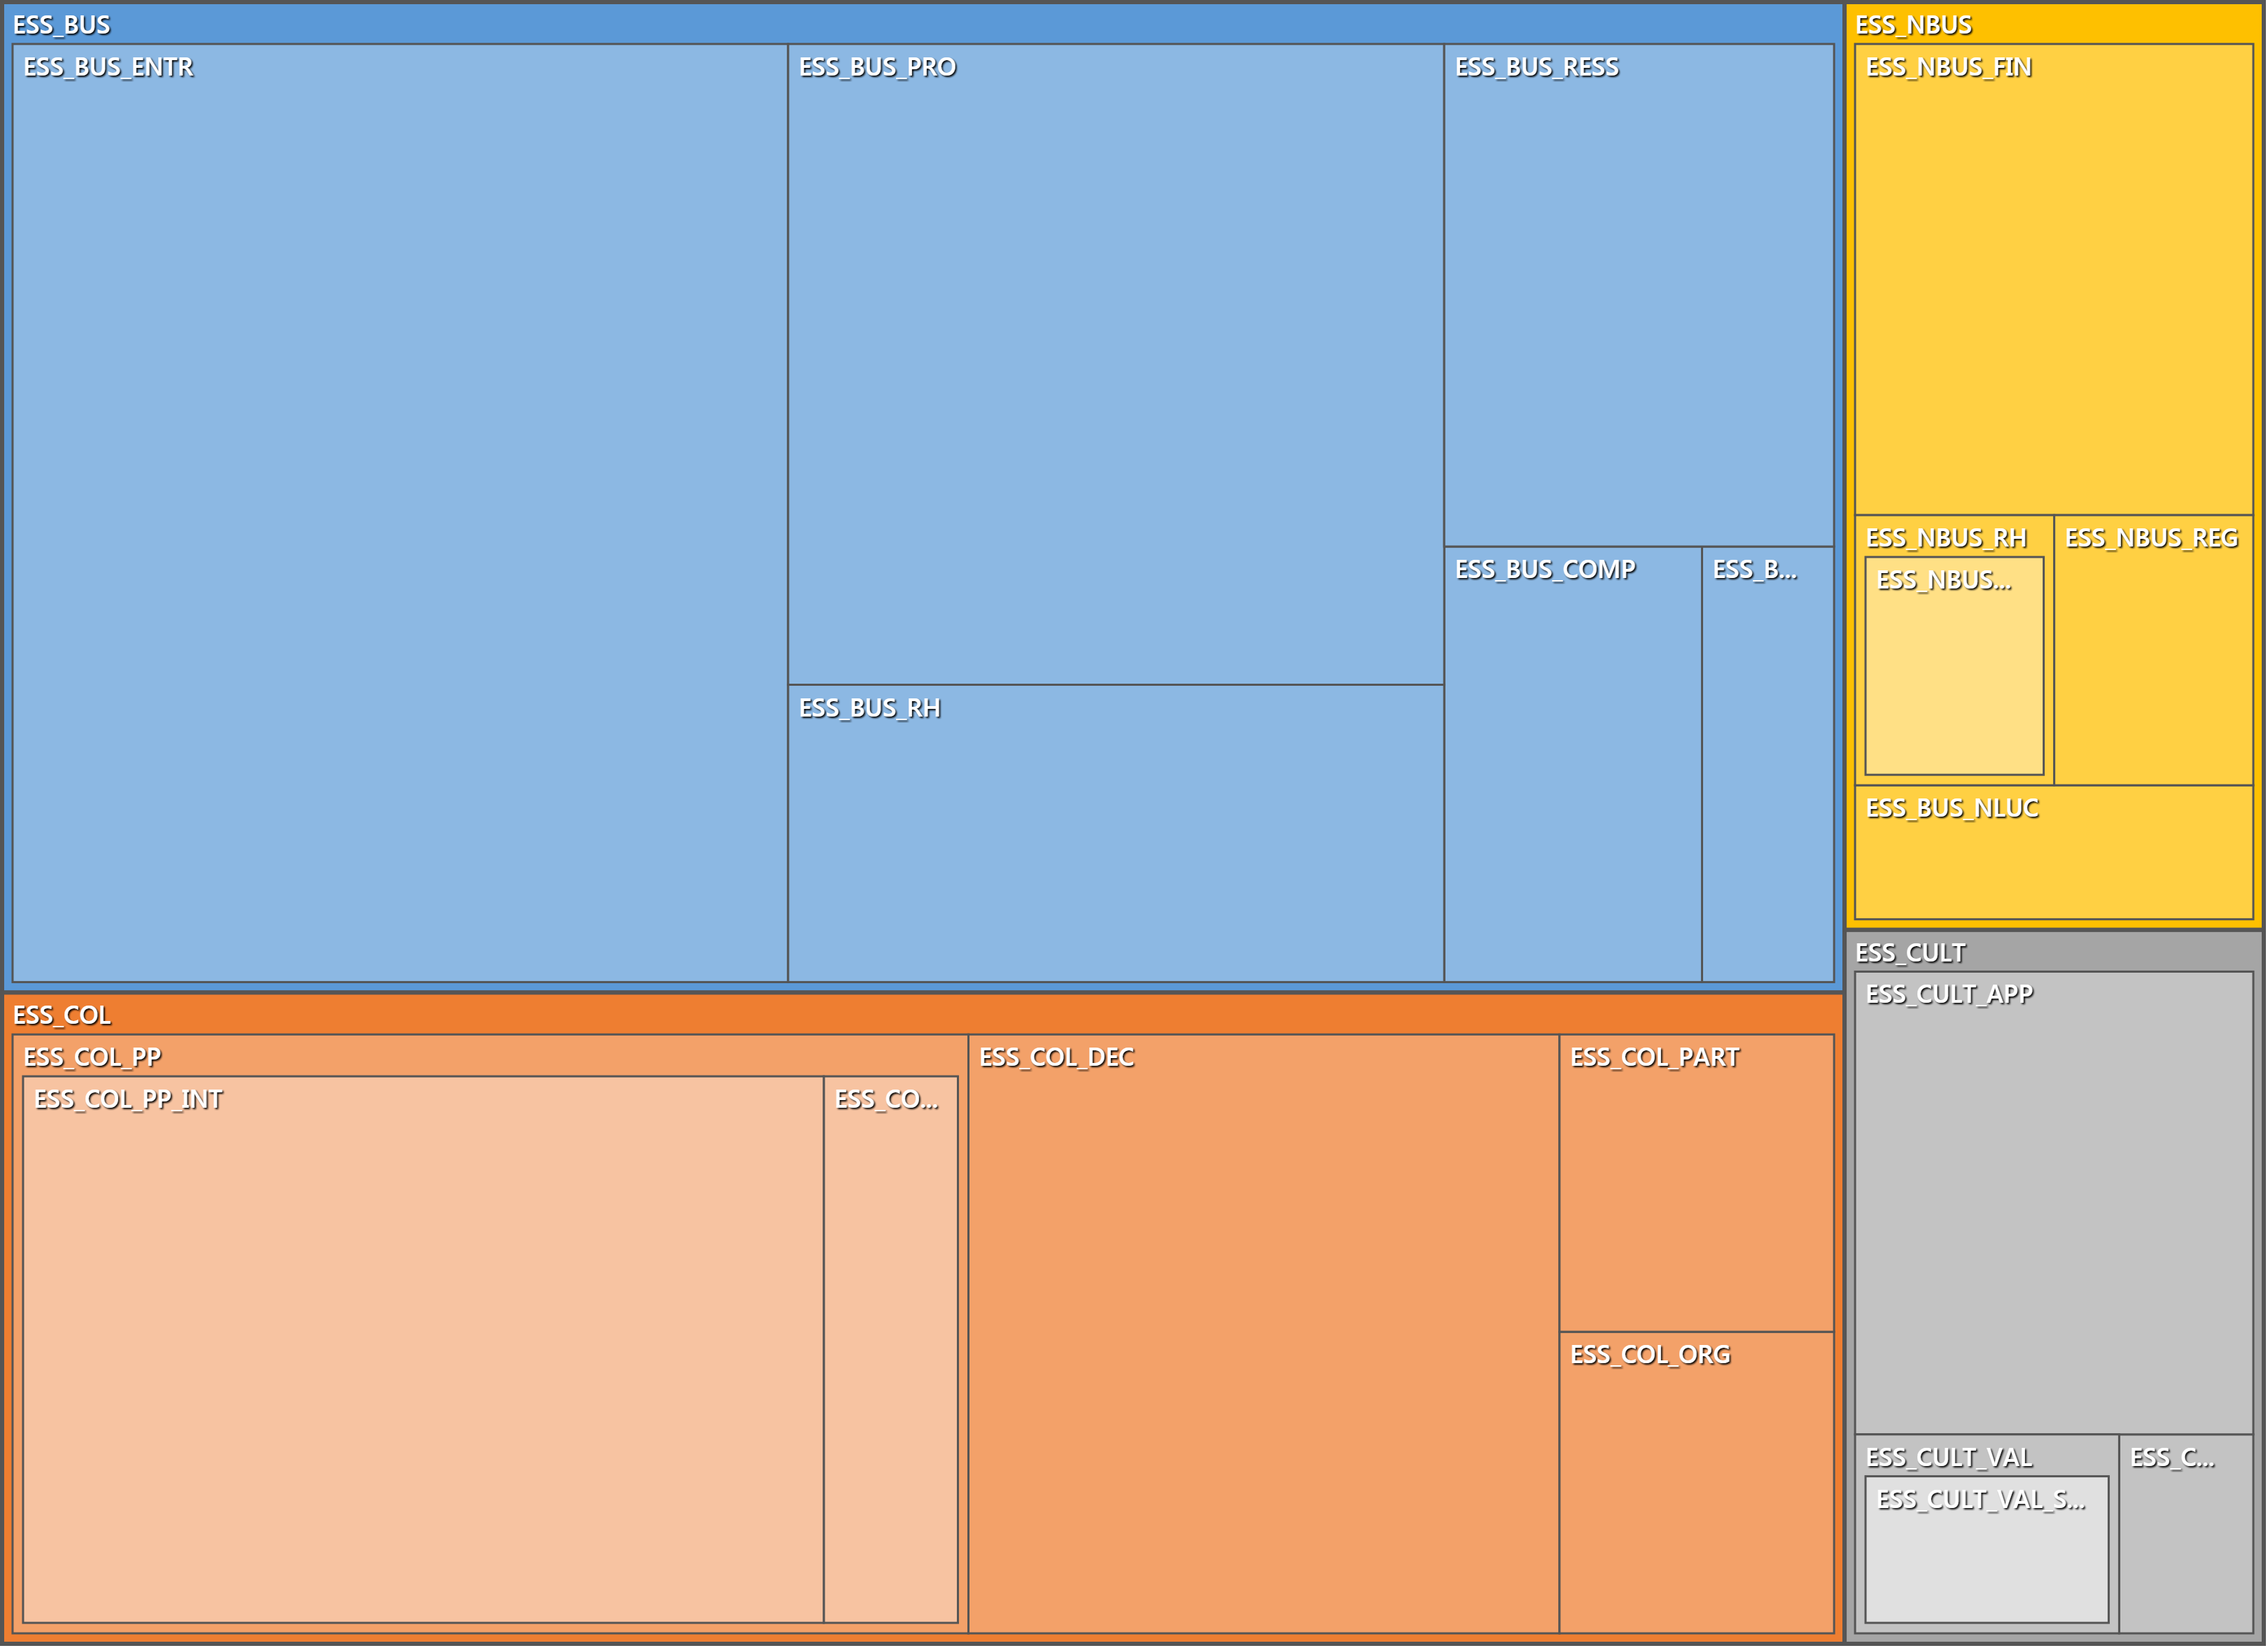 ESS_BUS
ESS_BUS_ENTR
ESS_BUS_PRO
ESS_BUS_RESS
ESS_BUS_COMP
ESS_B...
ESS_BUS_RH
ESS_NBUS
ESS_NBUS_FIN
ESS_NBUS_RH
ESS_NBUS...
ESS_NBUS_REG
ESS_BUS_NLUC
ESS_COL
ESS_COL_PP
ESS_COL_PP_INT
ESS_CO...
ESS_COL_DEC
ESS_COL_PART
ESS_COL_ORG
ESS_CULT
ESS_CULT_APP
ESS_CULT_VAL
ESS_CULT_VAL_S...
ESS_C...